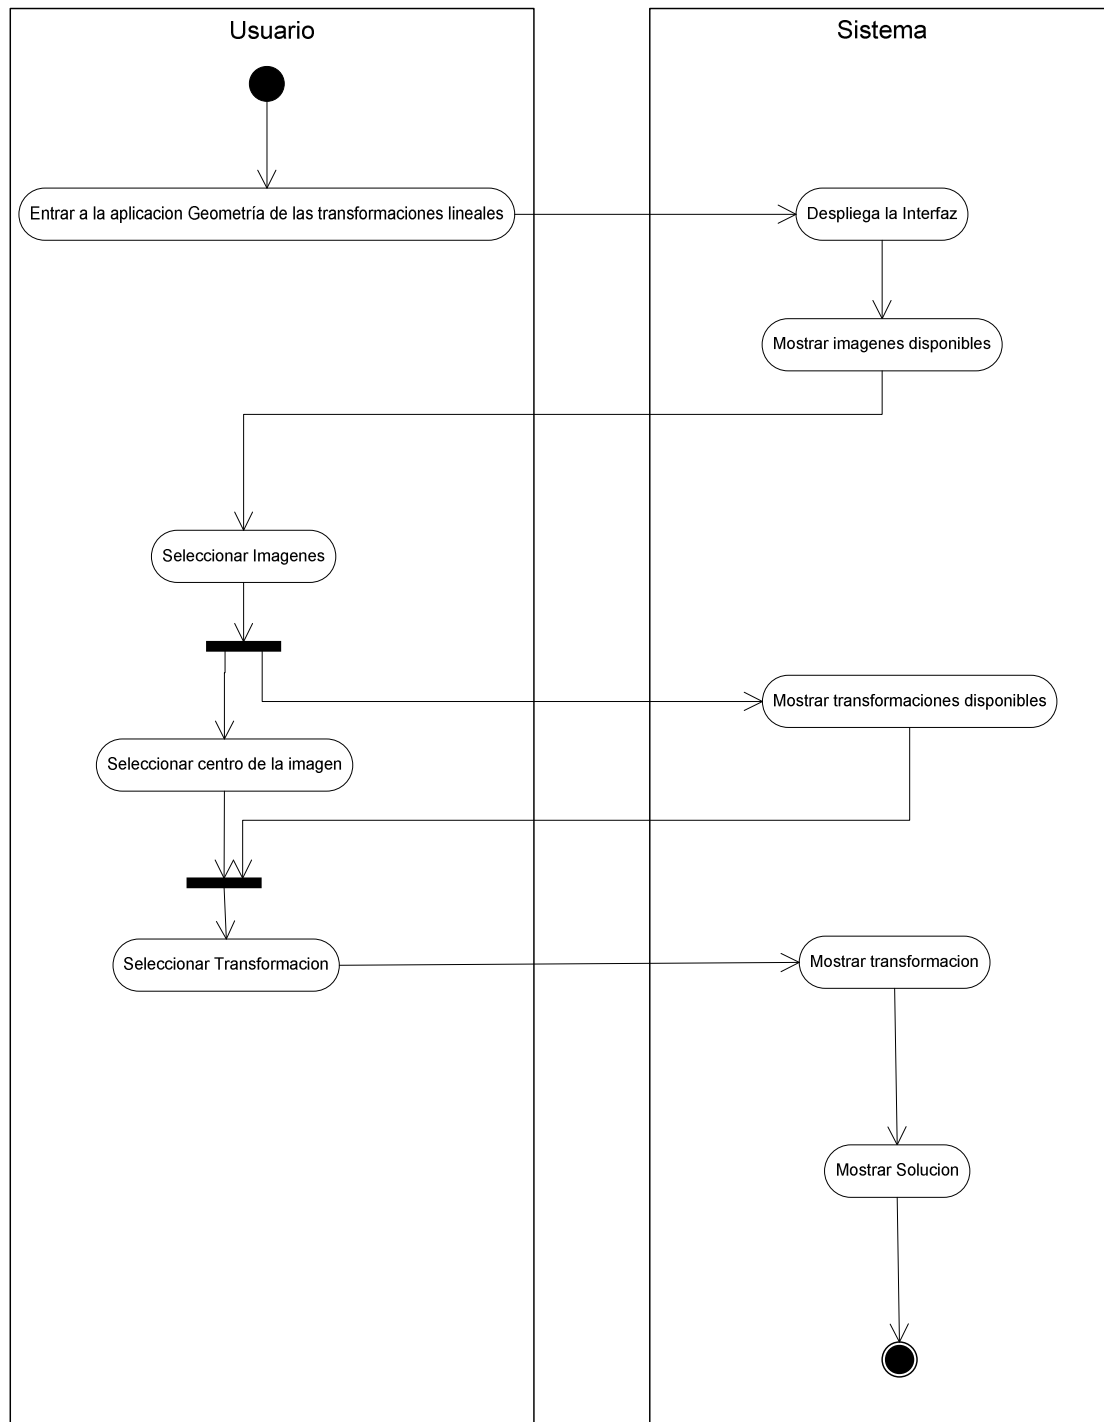 Usuario
Sistema
Entrar a la aplicacion Geometría de las transformaciones lineales
Despliega la Interfaz
Mostrar imagenes disponibles
Seleccionar Imagenes
Mostrar transformaciones disponibles
Seleccionar centro de la imagen
Seleccionar Transformacion
Mostrar transformacion
Mostrar Solucion